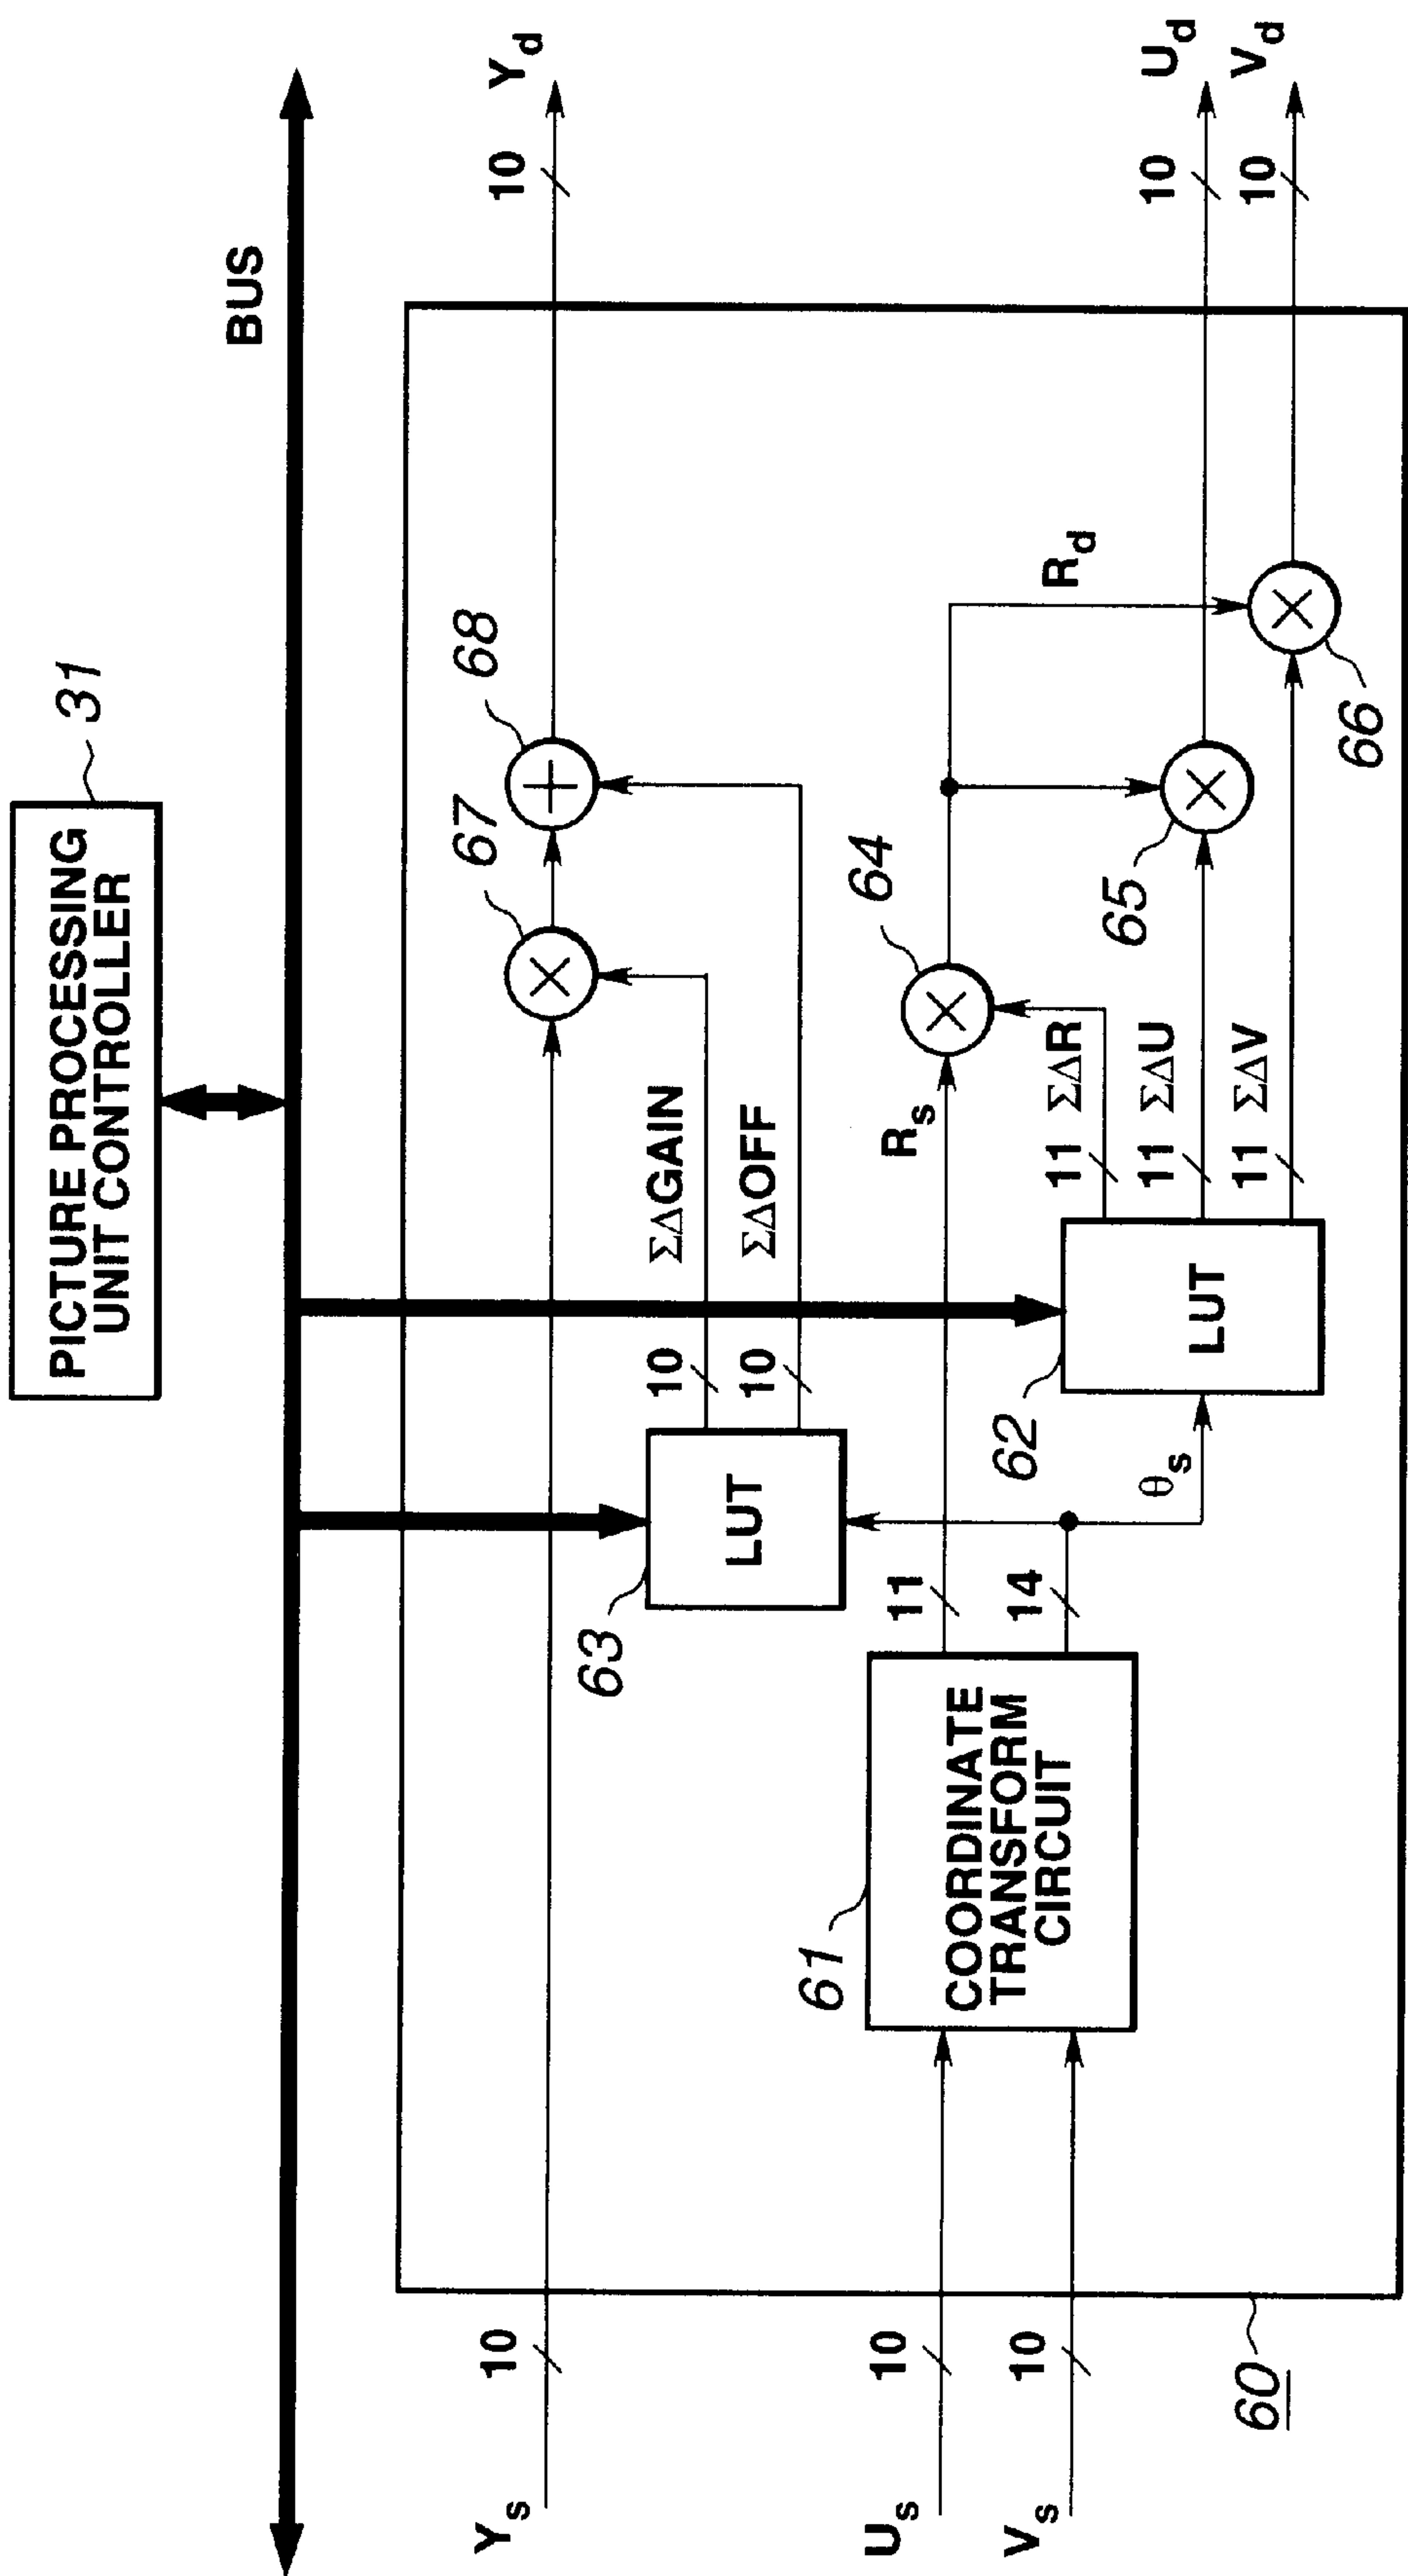 PICTURE PROCESSING
UNIT CONTROLLER
31
BUS
Y_s
10
67
68
10
Y_d
ΣΔGAIN
ΣΔOFF
10
10
63
LUT
U_s
10
V_s
10
61
COORDINATE
TRANSFORM
CIRCUIT
11
14
θ_s
R_s
64
R_d
62
LUT
11 ΣΔR
11 ΣΔU
11 ΣΔV
65
66
10
U_d
10
V_d
60